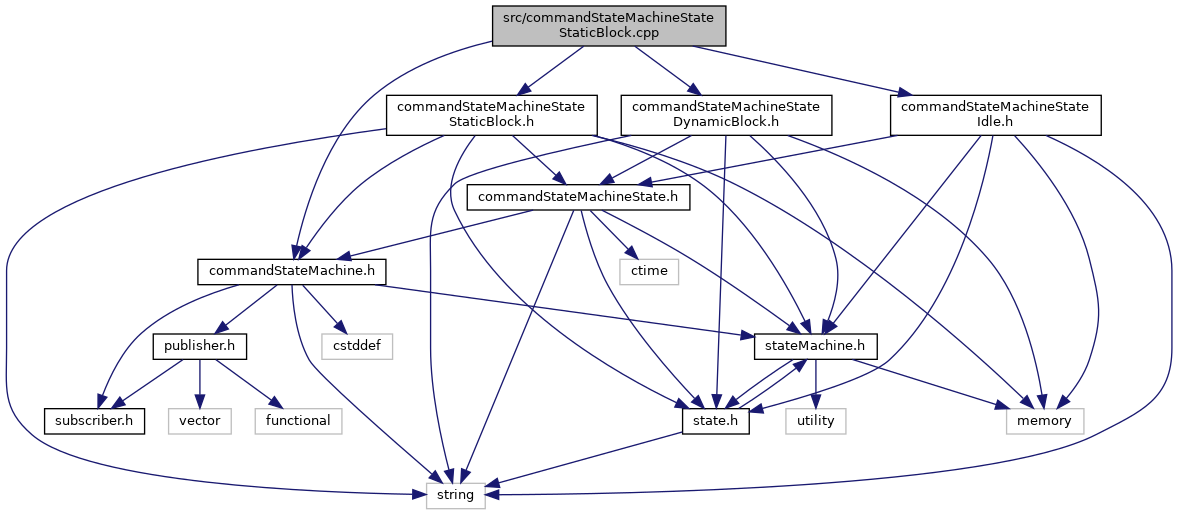 src/commandStateMachineState
StaticBlock.cpp
commandStateMachineState
StaticBlock.h
commandStateMachineState
DynamicBlock.h
commandStateMachineState
Idle.h
commandStateMachineState.h
commandStateMachine.h
ctime
publisher.h
cstddef
stateMachine.h
subscriber.h
vector
functional
state.h
utility
memory
string